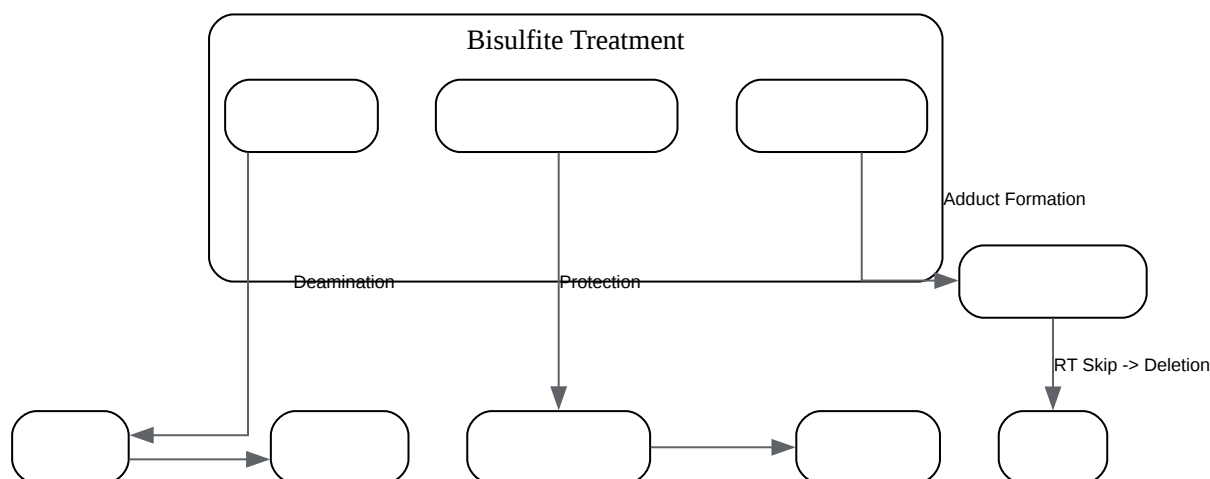 Bisulfite Treatment
Adduct Formation
Deamination
Protection
RT Skip -> Deletion